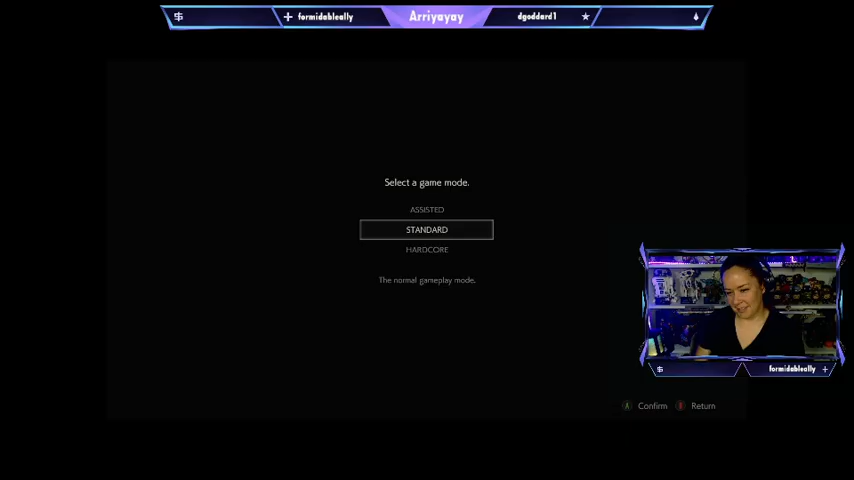 formidableally
Arriyayay
dgoddard1
Select a game mode.
ASSISTED
STANDARD
HARDCORE
The normal gameplay mode.
formidableally
A Confirm
Return